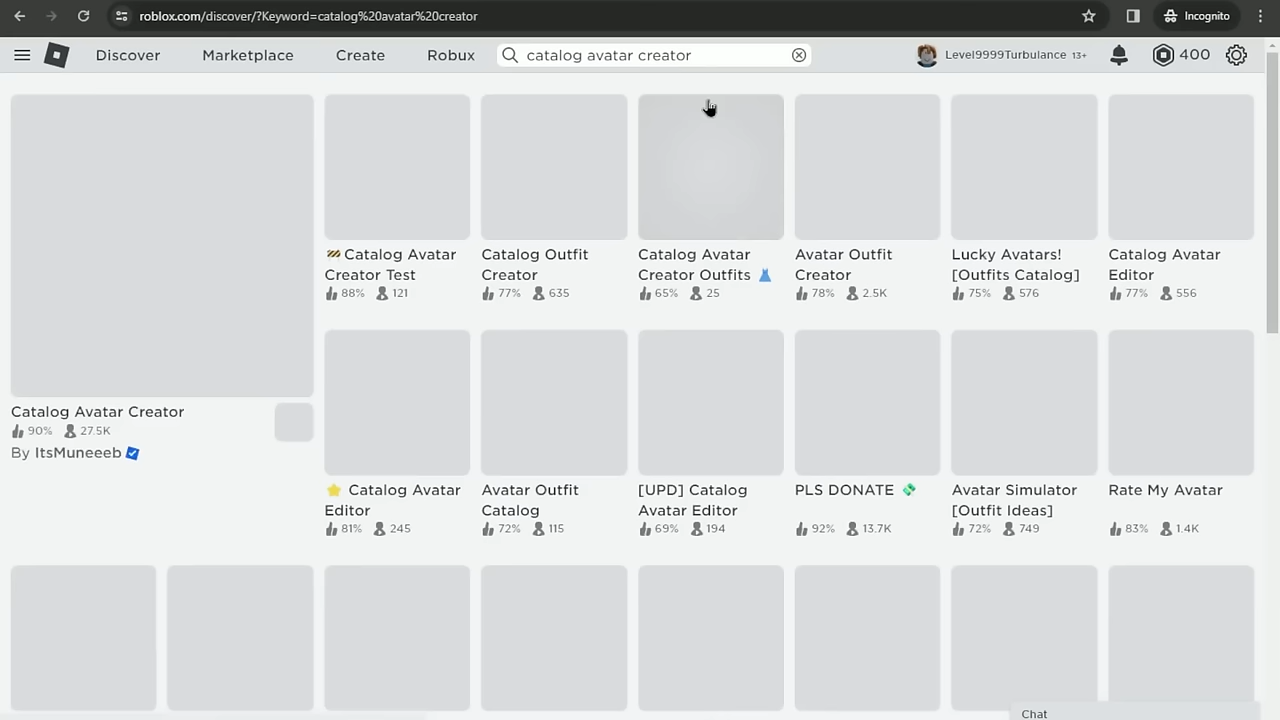 roblox.com/discover/?Keyword=catalog%20avatar%20creator
Incognito
Discover
Marketplace
Create
Robux
catalog avatar creator
Level9999Turbulance 13+
400
🚧 Catalog Avatar
Creator Test
88% 121
Catalog Outfit
Creator
77% 635
Catalog Avatar
Creator Outfits 👗
65% 25
Avatar Outfit
Creator
78% 2.5K
Lucky Avatars!
[Outfits Catalog]
75% 576
Catalog Avatar
Editor
77% 556
Catalog Avatar Creator
90% 27.5K
By ItsMuneeeb
⭐ Catalog Avatar
Editor
81% 245
Avatar Outfit
Catalog
72% 115
[UPD] Catalog
Avatar Editor
69% 194
PLS DONATE 💸
92% 13.7K
Avatar Simulator
[Outfit Ideas]
72% 749
Rate My Avatar
83% 1.4K
Chat